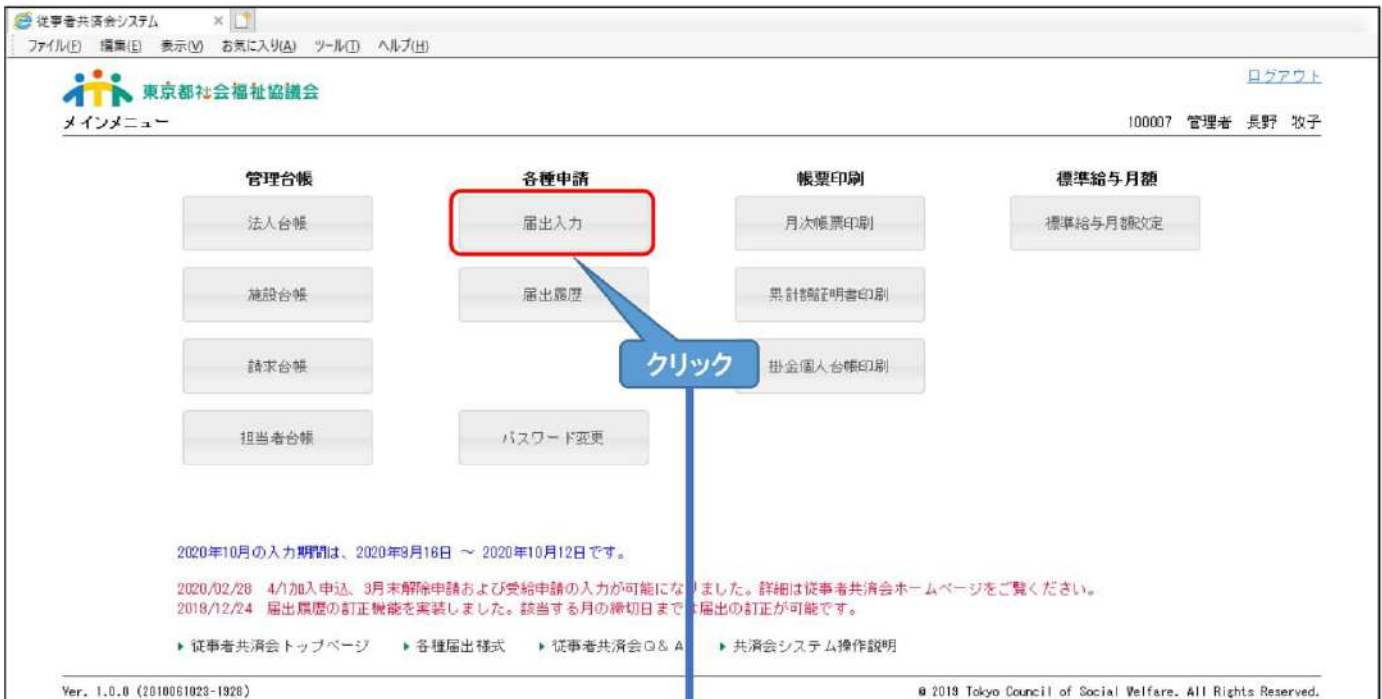 従事者共済会システム
ファイル(F) 編集(E) 表示(V) お気に入り(A) ツール(T) ヘルプ(H)
ログアウト
東京都社会福祉協議会
メインメニュー
100007 管理者 長野 牧子
管理台帳 各種申請 帳票印刷 標準給与月額
法人台帳 届出入力 月次帳票印刷 標準給与月額改定
施設台帳 届出履歴 累計額証明書印刷
請求台帳 クリック 掛金個人台帳印刷
担当者台帳 パスワード変更
2020年10月の入力期間は、2020年9月16日 ～ 2020年10月12日です。
2020/02/28 4/1加入申込、3月末解除申請および受給申請の入力が可能になりました。詳細は従事者共済会ホームページをご覧ください。
2019/12/24 届出履歴の訂正機能を実装しました。該当する月の締切日まで届出の訂正が可能です。
従事者共済会トップページ 各種届出様式 従事者共済会Q&A 共済会システム操作説明
Ver. 1.0.0 (2010061023-1928)
© 2019 Tokyo Council of Social Welfare. All Rights Reserved.